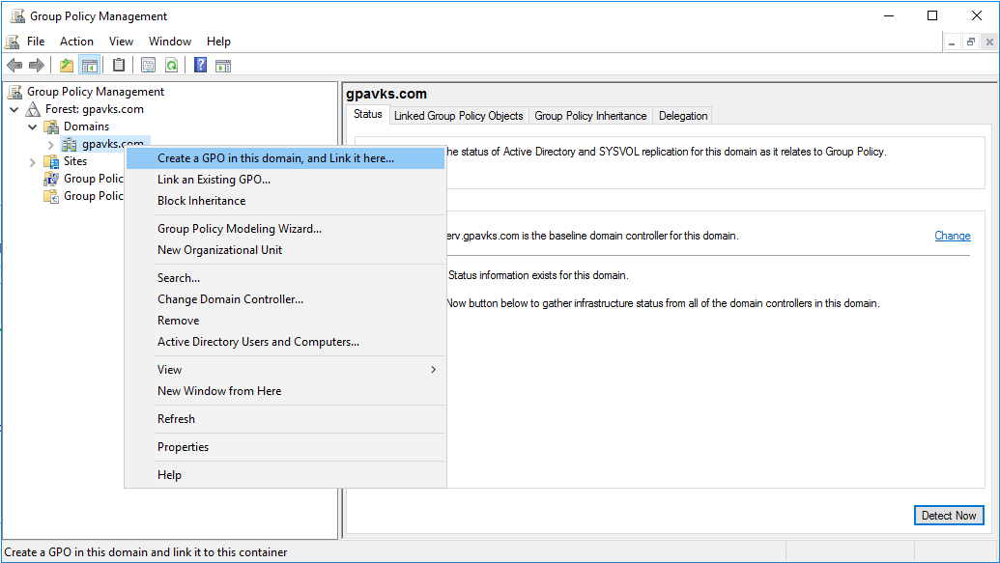 Group Policy Management
File Action View Window Help
Group Policy Management
Forest: gpavks.com
Domains
gpavks.com
Sites
Group Polic
Group Polic
Create a GPO in this domain, and Link it here...
Link an Existing GPO...
Block Inheritance
Group Policy Modeling Wizard...
New Organizational Unit
Search...
Change Domain Controller...
Remove
Active Directory Users and Computers...
View
New Window from Here
Refresh
Properties
Help
gpavks.com
Status Linked Group Policy Objects Group Policy Inheritance Delegation
he status of Active Directory and SYSVOL replication for this domain as it relates to Group Policy.
erv.gpavks.com is the baseline domain controller for this domain. Change
Status information exists for this domain.
Now button below to gather infrastructure status from all of the domain controllers in this domain.
Detect Now
Create a GPO in this domain and link it to this container